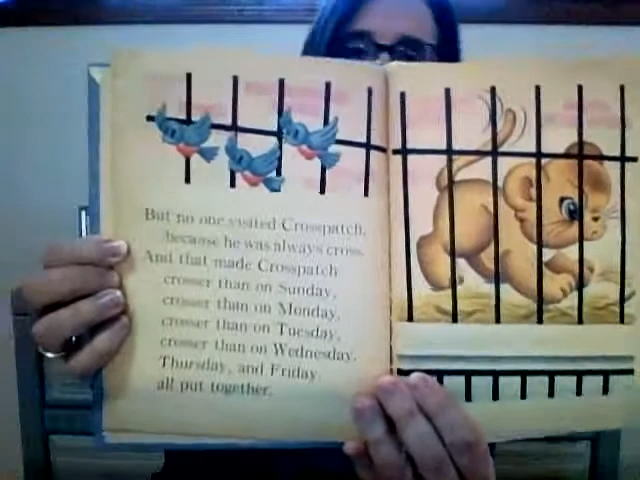 But no one visited Crosspatch,
because he was always cross.
And that made Crosspatch
crosser than on Sunday,
crosser than on Monday,
crosser than on Tuesday,
crosser than on Wednesday,
Thursday, and Friday
all put together.